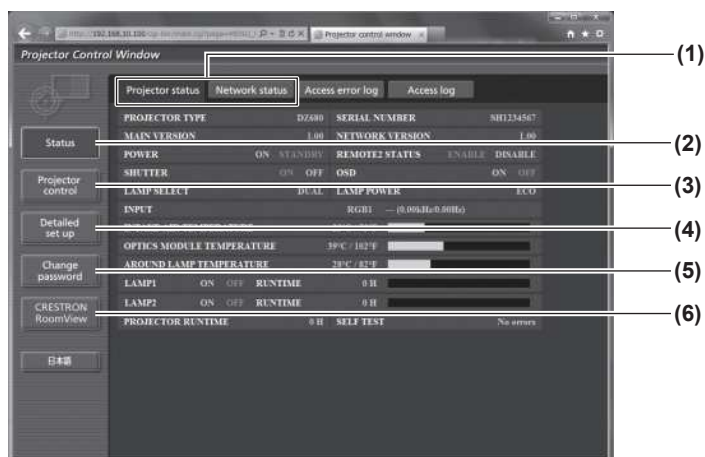 Projector control window
Projector Control Window
(1)
Projector status Network status Access error log Access log
PROJECTOR TYPE DZ680 SERIAL NUMBER SH1234567
MAIN VERSION 1.00 NETWORK VERSION 1.00
Status
(2)
POWER ON STANDBY REMOTE2 STATUS ENABLE DISABLE
SHUTTER ON OFF OSD ON OFF
Projector control
(3)
LAMP SELECT DUAL LAMP POWER ECO
INPUT RGB1 — (0.00kHz/0.00Hz)
Detailed set up
(4)
OPTICS MODULE TEMPERATURE 39°C / 102°F
AROUND LAMP TEMPERATURE 28°C / 82°F
Change password
(5)
LAMP1 ON OFF RUNTIME 0 H
LAMP2 ON OFF RUNTIME 0 H
CRESTRON RoomView
(6)
PROJECTOR RUNTIME 0 H SELF TEST No errors
日本語